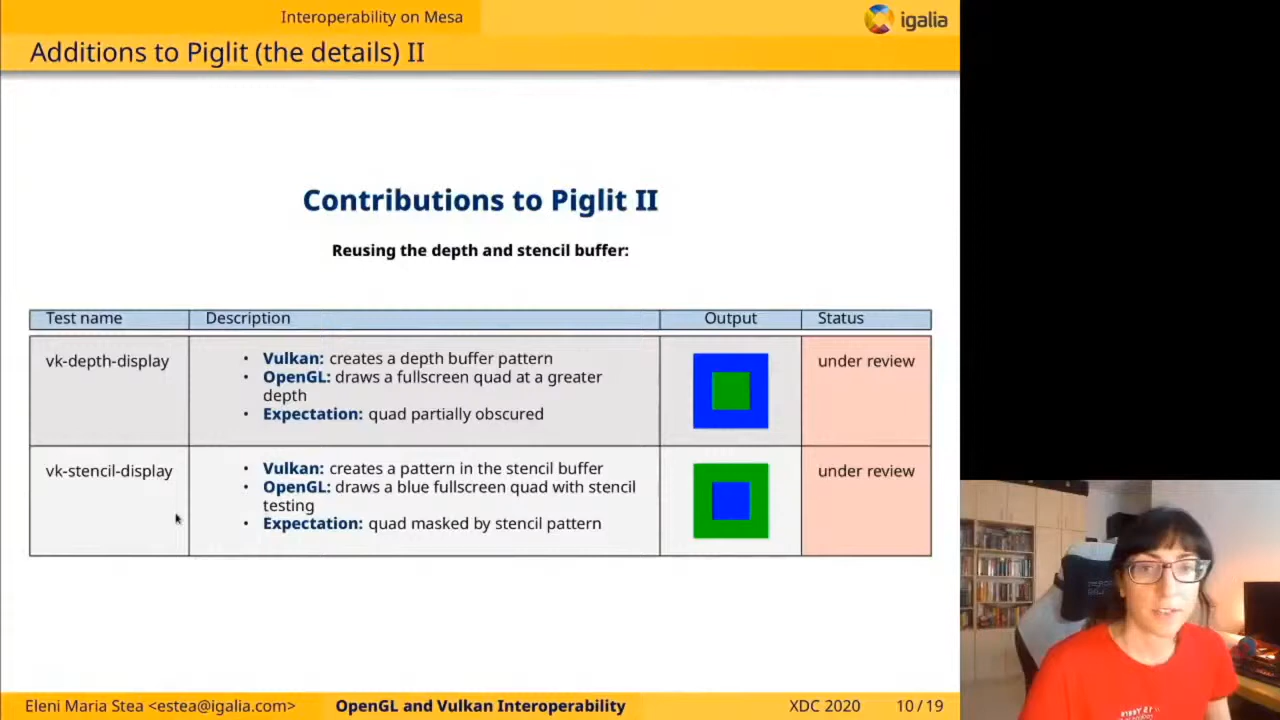 Interoperability on Mesa
igalia
Additions to Piglit (the details) II
Contributions to Piglit II
Reusing the depth and stencil buffer:
Test name Description Output Status
vk-depth-display
• Vulkan: creates a depth buffer pattern
• OpenGL: draws a fullscreen quad at a greater
depth
• Expectation: quad partially obscured
under review
vk-stencil-display
• Vulkan: creates a pattern in the stencil buffer
• OpenGL: draws a blue fullscreen quad with stencil
testing
• Expectation: quad masked by stencil pattern
under review
Eleni Maria Stea <estea@igalia.com> OpenGL and Vulkan Interoperability XDC 2020 10 / 19